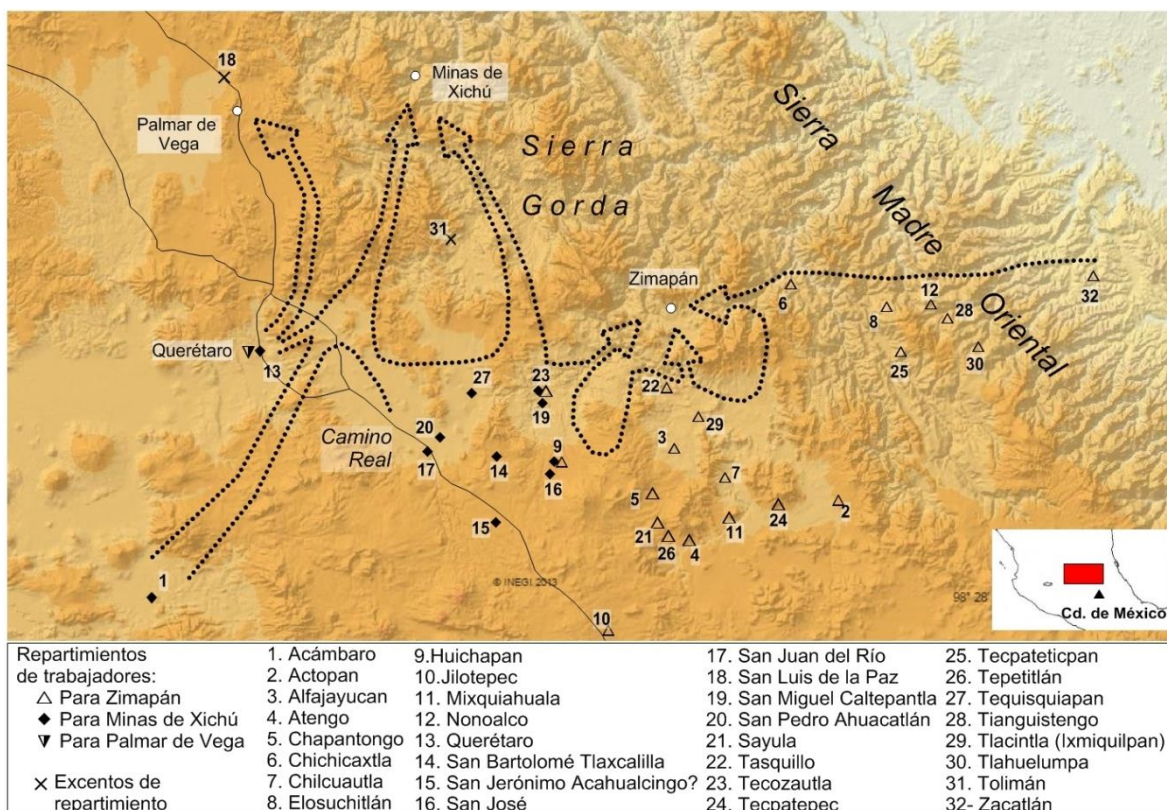 18
Minas de
Xichú
Palmar de
Vega
Sierra
Gorda
Sierra
Madre
Oriental
31
Zimapán
6
12
8
28
32
25
30
Querétaro
13
27
23
19
22
29
20
Camino
Real
17
14
9
16
3
7
5
15
21
26
4
11
24
2
1
10
© INEGI 2013
98° 28'
Cd. de México
Repartimientos
de trabajadores:
Para Zimapán
Para Minas de Xichú
Para Palmar de Vega
Excentos de
repartimiento
1. Acámbaro
2. Actopan
3. Alfajayucan
4. Atengo
5. Chapantongo
6. Chichicaxtla
7. Chilcuautla
8. Elosuchitlán
9.Huichapan
10.Jilotepec
11. Mixquiahuala
12. Nonoalco
13. Querétaro
14. San Bartolomé Tlaxcalilla
15. San Jerónimo Acahualcingo?
16. San José
17. San Juan del Río
18. San Luis de la Paz
19. San Miguel Caltepantla
20. San Pedro Ahuacatlán
21. Sayula
22. Tasquillo
23. Tecozautla
24. Tecpatepec
25. Tecpateticpan
26. Tepetitlán
27. Tequisquiapan
28. Tianguistengo
29. Tlacintla (Ixmiquilpan)
30. Tlahuelumpa
31. Tolimán
32- Zacatlán